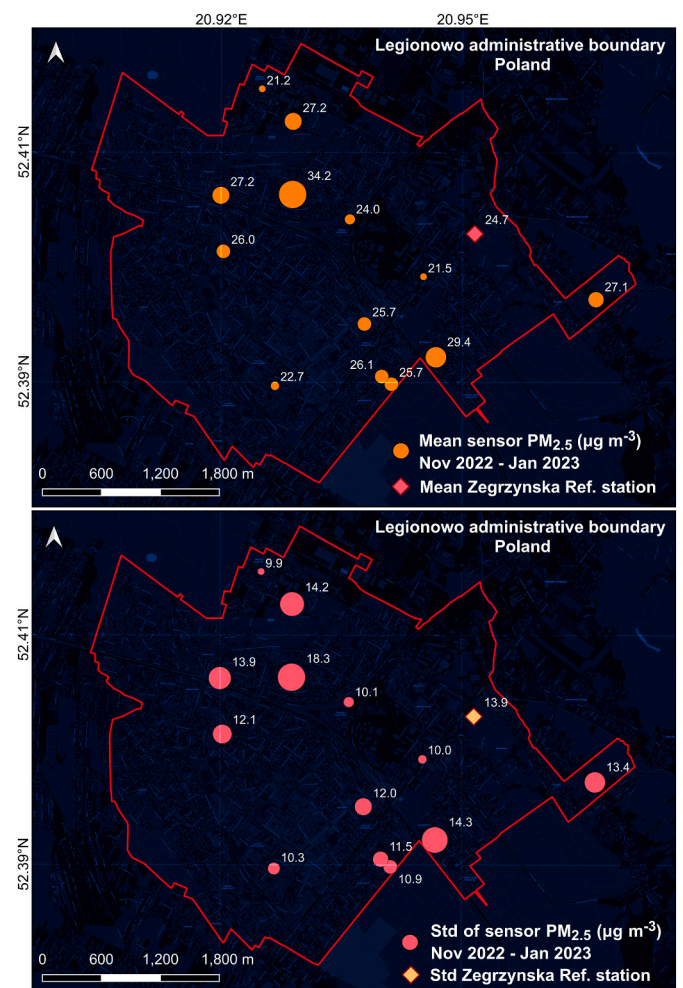 20.92°E 20.95°E
Legionowo administrative boundary
Poland
21.2
27.2
52.41°N
34.2
27.2
24.0
24.7
26.0
21.5
27.1
25.7
29.4
26.1
25.7
22.7
52.39°N
Mean sensor PM2.5 (µg m-3)
Nov 2022 - Jan 2023
0 600 1,200 1,800 m
Mean Zegrzynska Ref. station
Legionowo administrative boundary
Poland
9.9
14.2
52.41°N
18.3
13.9
10.1
13.9
12.1
10.0
13.4
12.0
14.3
11.5
10.9
10.3
52.39°N
Std of sensor PM2.5 (µg m-3)
Nov 2022 - Jan 2023
0 600 1,200 1,800 m
Std Zegrzynska Ref. station